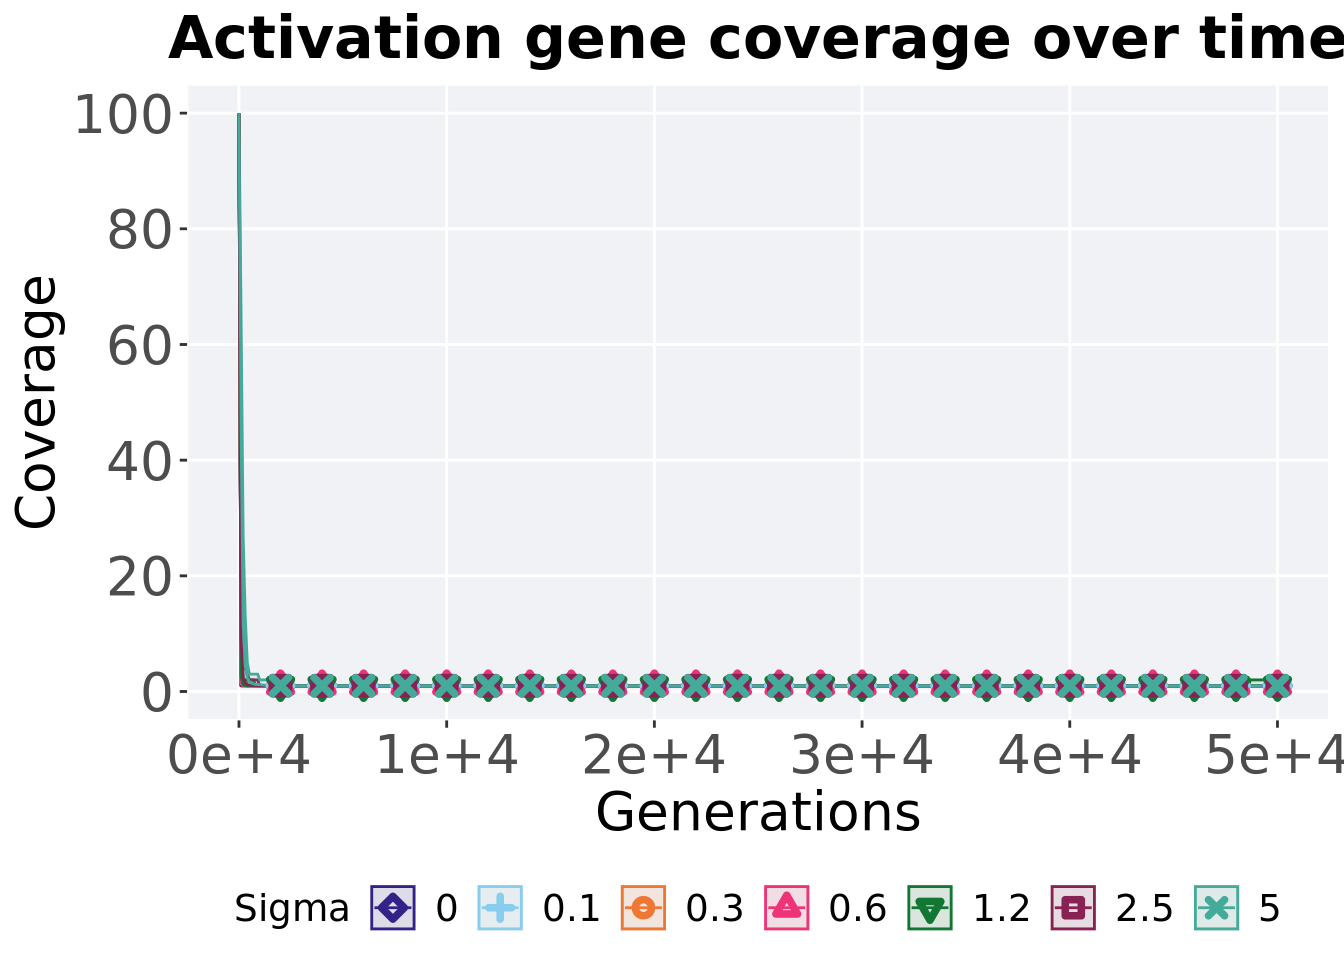 Activation gene coverage over time
100
80
60
40
20
0
Coverage
0e+4 1e+4 2e+4 3e+4 4e+4 5e+4
Generations
Sigma 0 0.1 0.3 0.6 1.2 2.5 5